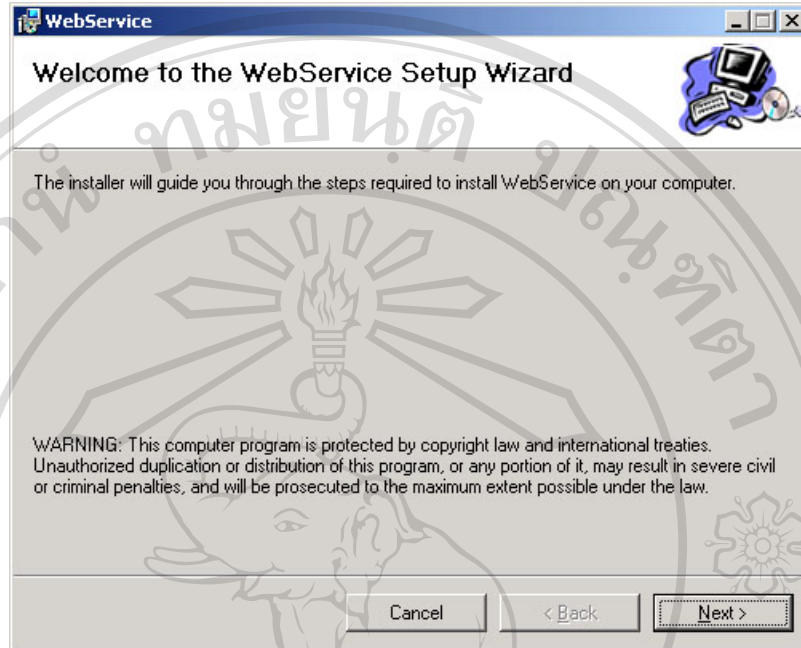 WebService
Welcome to the WebService Setup Wizard
The installer will guide you through the steps required to install WebService on your computer.
WARNING: This computer program is protected by copyright law and international treaties.
Unauthorized duplication or distribution of this program, or any portion of it, may result in severe civil
or criminal penalties, and will be prosecuted to the maximum extent possible under the law.
Cancel
< Back
Next >